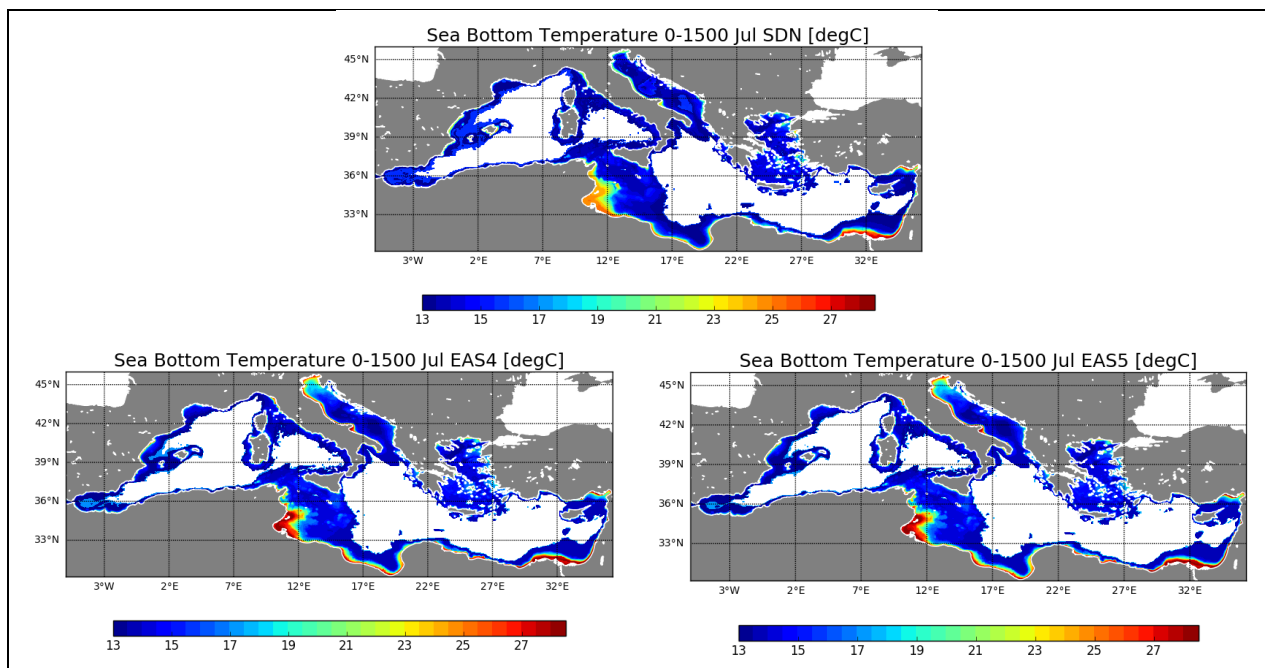 Sea Bottom Temperature 0-1500 Jul SDN [degC]
45°N
42°N
39°N
36°N
33°N
3°W 2°E 7°E 12°E 17°E 22°E 27°E 32°E
13 15 17 19 21 23 25 27
Sea Bottom Temperature 0-1500 Jul EAS4 [degC]
45°N
42°N
39°N
36°N
33°N
3°W 2°E 7°E 12°E 17°E 22°E 27°E 32°E
13 15 17 19 21 23 25 27
Sea Bottom Temperature 0-1500 Jul EAS5 [degC]
45°N
42°N
39°N
36°N
33°N
3°W 2°E 7°E 12°E 17°E 22°E 27°E 32°E
13 15 17 19 21 23 25 27